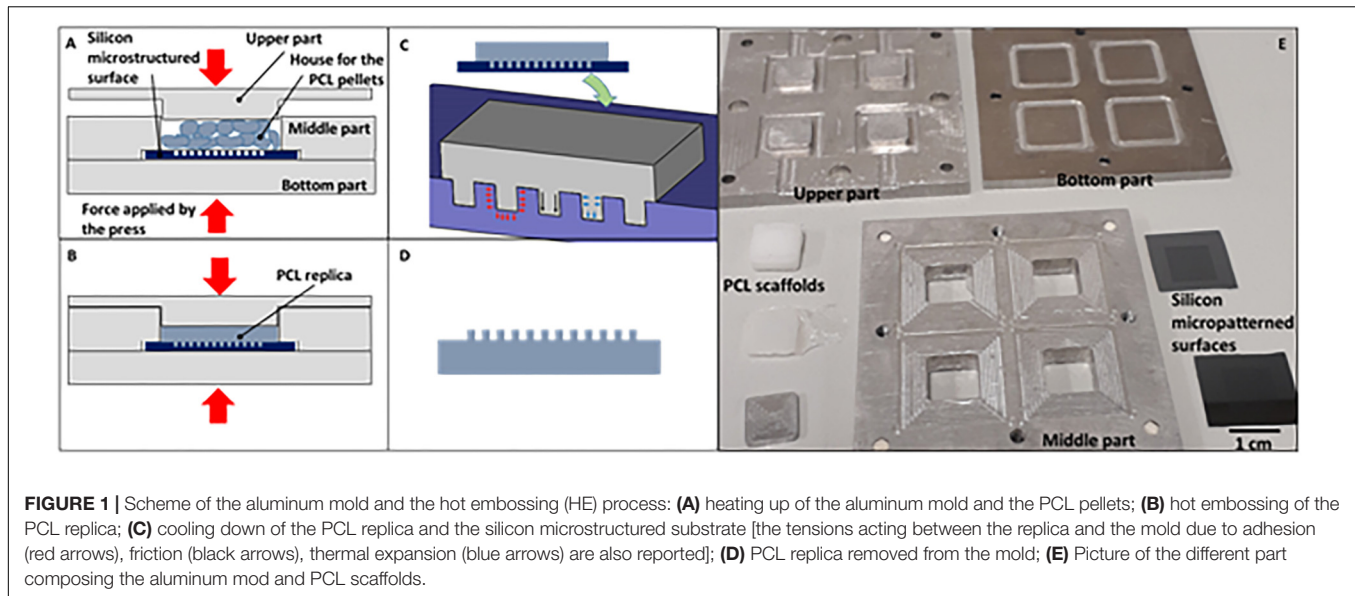 A
Silicon
microstructured
surface
Upper part
House for the
PCL pellets
Middle part
Bottom part
Force applied by
the press
B
PCL replica
C
D
E
Upper part
Bottom part
PCL scaffolds
Silicon
micropatterned
surfaces
Middle part
1 cm
FIGURE 1 | Scheme of the aluminum mold and the hot embossing (HE) process: (A) heating up of the aluminum mold and the PCL pellets; (B) hot embossing of the
PCL replica; (C) cooling down of the PCL replica and the silicon microstructured substrate [the tensions acting between the replica and the mold due to adhesion
(red arrows), friction (black arrows), thermal expansion (blue arrows) are also reported]; (D) PCL replica removed from the mold; (E) Picture of the different part
composing the aluminum mod and PCL scaffolds.